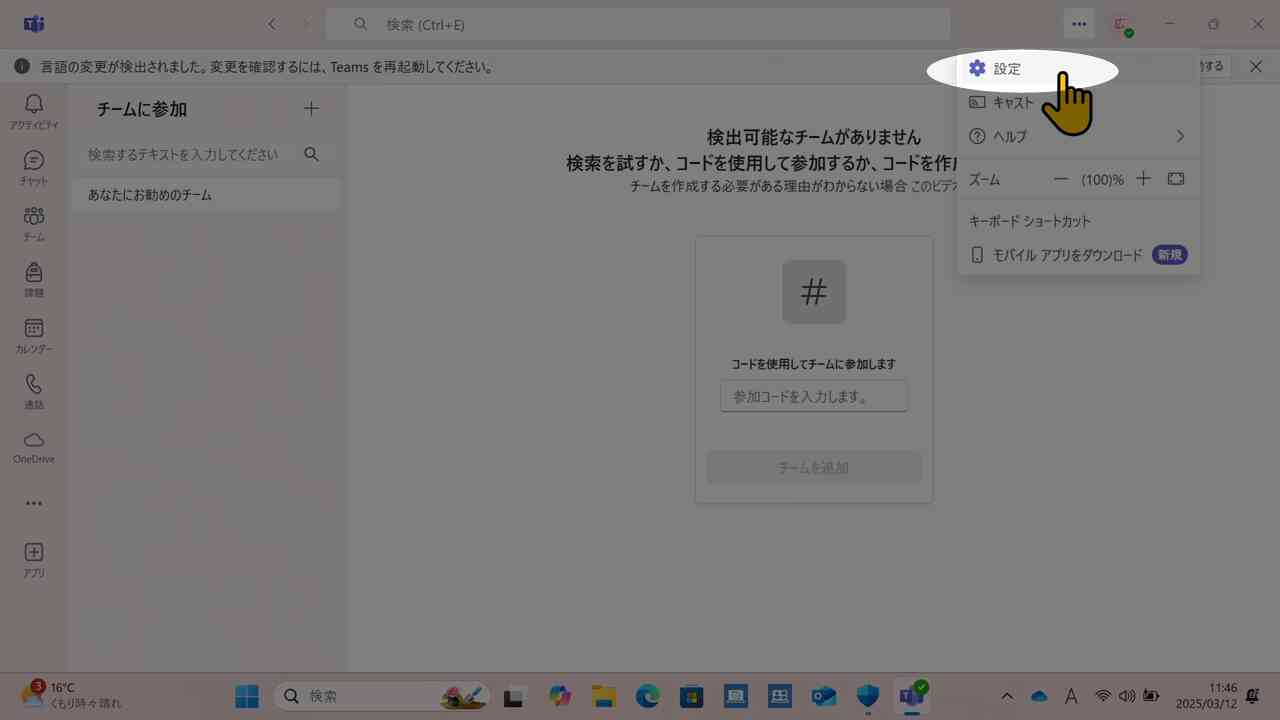 検索 (Ctrl+E)
言語の変更が検出されました。変更を確認するには、Teams を再起動してください。
設定
キャスト
ヘルプ
ズーム
(100)%
キーボード ショートカット
モバイル アプリをダウンロード
新規
アクティビティ
チャット
チーム
課題
カレンダー
通話
OneDrive
アプリ
チームに参加
検索するテキストを入力してください
あなたにお勧めのチーム
検出可能なチームがありません
検索を試すか、コードを使用して参加するか、コードを作
チームを作成する必要がある理由がわからない場合 このビデオ
#
コードを使用してチームに参加します
参加コードを入力します。
チームを追加
3
16°C
くもり時々晴れ
検索
A
11:46
2025/03/12